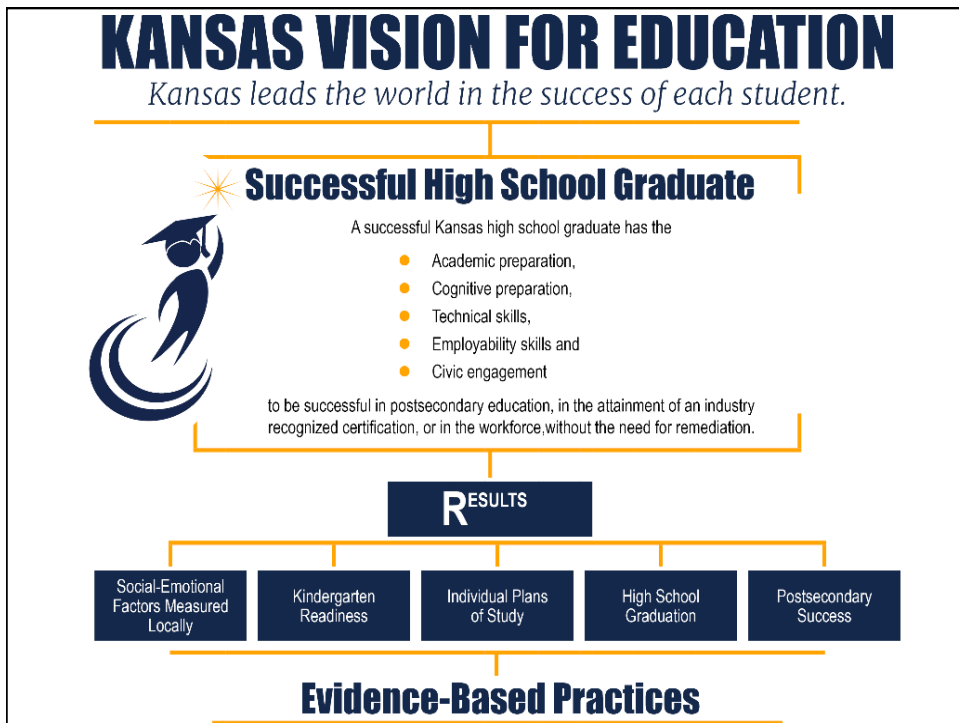 KANSAS VISION FOR EDUCATION
Kansas leads the world in the success of each student.
Successful High School Graduate
A successful Kansas high school graduate has the
Academic preparation,
Cognitive preparation,
Technical skills,
Employability skills and
Civic engagement
to be successful in postsecondary education, in the attainment of an industry
recognized certification, or in the workforce,without the need for remediation.
RESULTS
Social-Emotional
Factors Measured
Locally
Kindergarten
Readiness
Individual Plans
of Study
High School
Graduation
Postsecondary
Success
Evidence-Based Practices